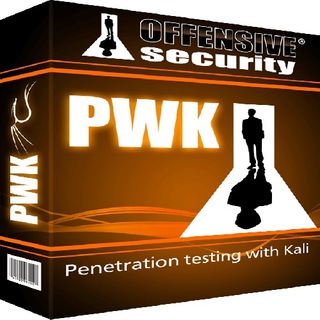 OFFENSIVE®
security
PWK
PWK
Penetration testing with Kali